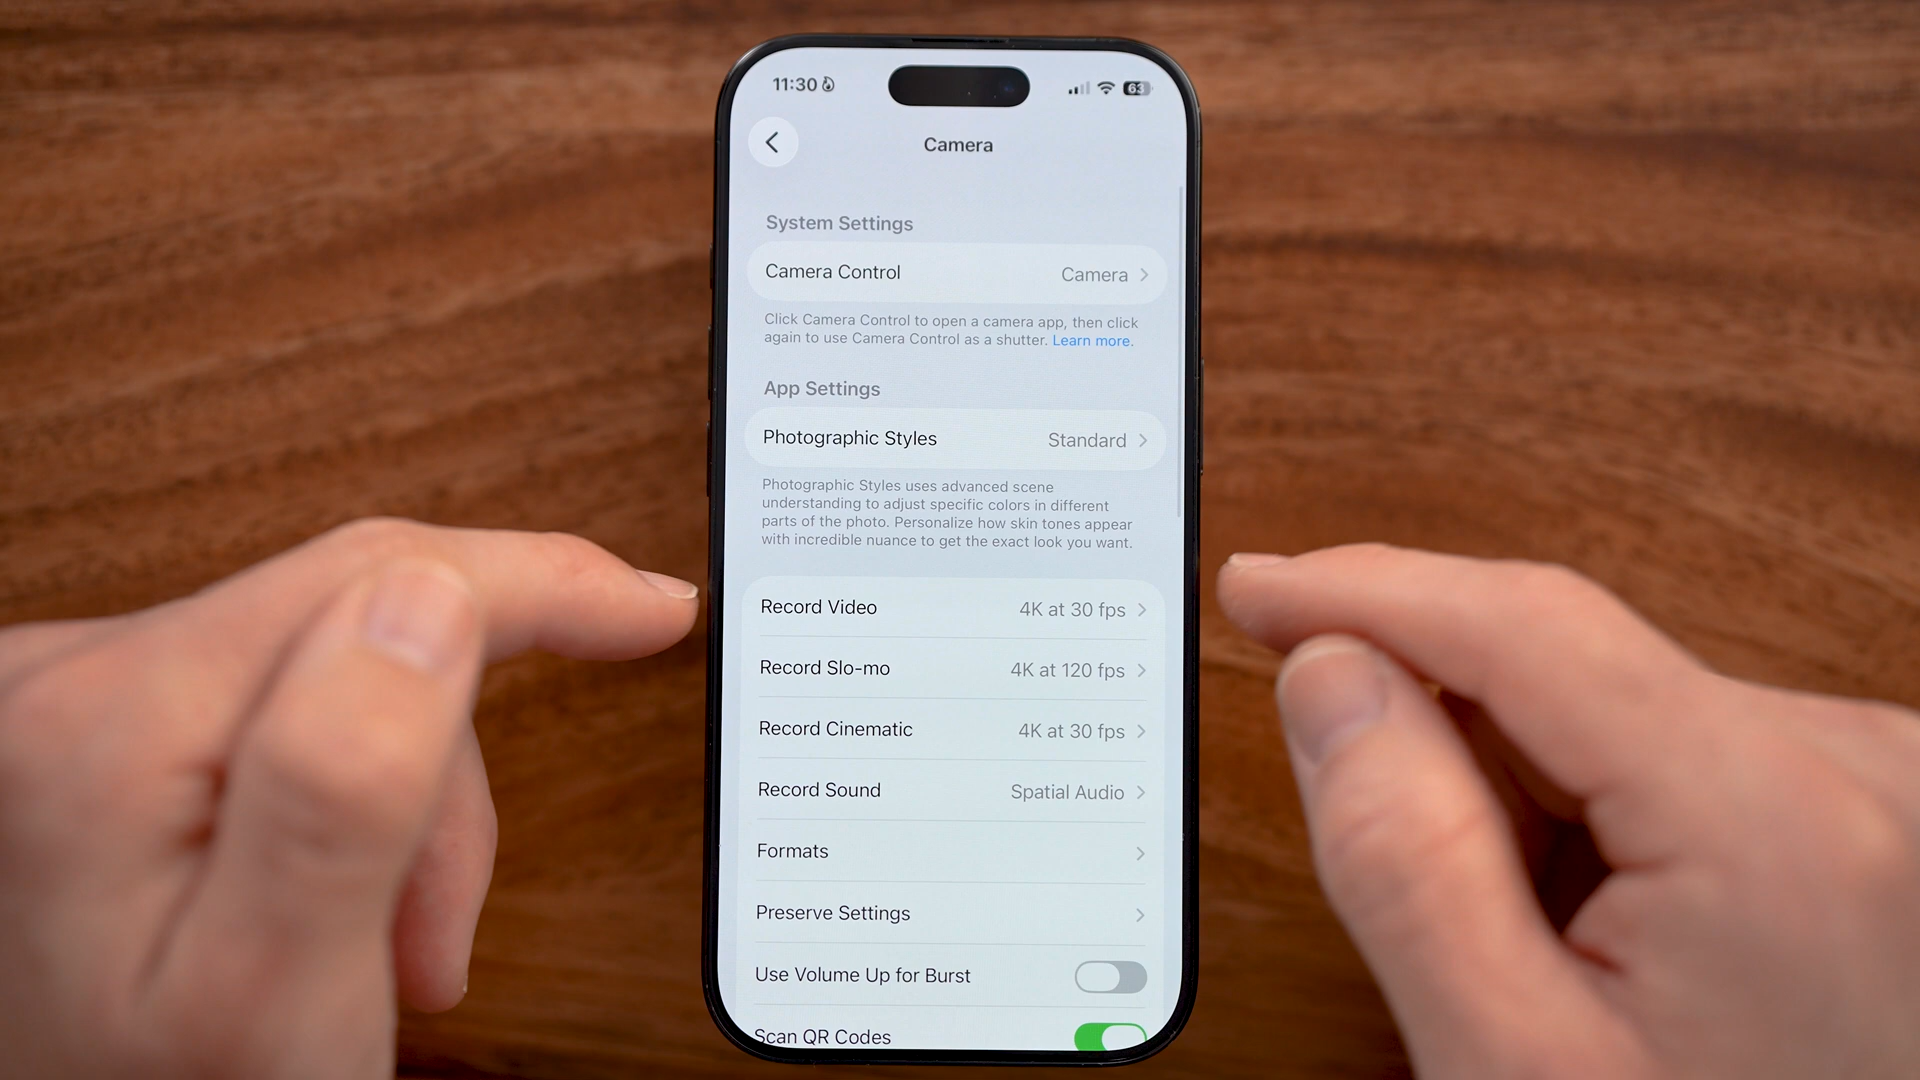 11:30
63
Camera
System Settings
Camera Control Camera
Click Camera Control to open a camera app, then click
again to use Camera Control as a shutter. Learn more.
App Settings
Photographic Styles Standard
Photographic Styles uses advanced scene
understanding to adjust specific colors in different
parts of the photo. Personalize how skin tones appear
with incredible nuance to get the exact look you want.
Record Video 4K at 30 fps
Record Slo-mo 4K at 120 fps
Record Cinematic 4K at 30 fps
Record Sound Spatial Audio
Formats
Preserve Settings
Use Volume Up for Burst
Scan QR Codes